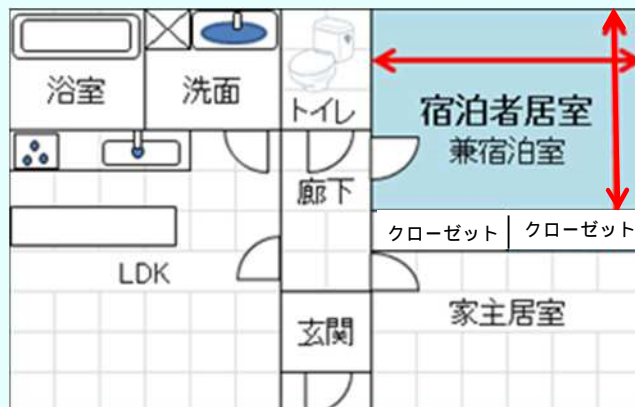 浴室
洗面
トイレ
宿泊者居室
兼宿泊室
廊下
クローゼット
クローゼット
LDK
家主居室
玄関